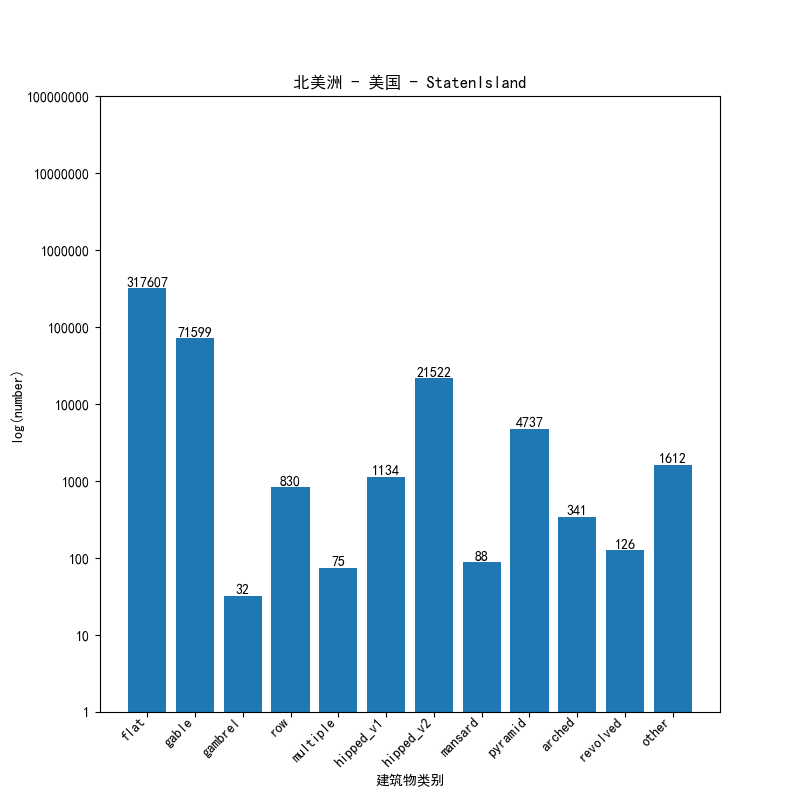 北美洲 - 美国 - StatenIsland
100000000
10000000
1000000
100000
10000
1000
100
10
1
log(number)
317607
71599
32
830
75
1134
21522
88
4737
341
126
1612
flat
gable
gambrel
row
multiple
hipped_v1
hipped_v2
mansard
pyramid
arched
revolved
other
建筑物类别